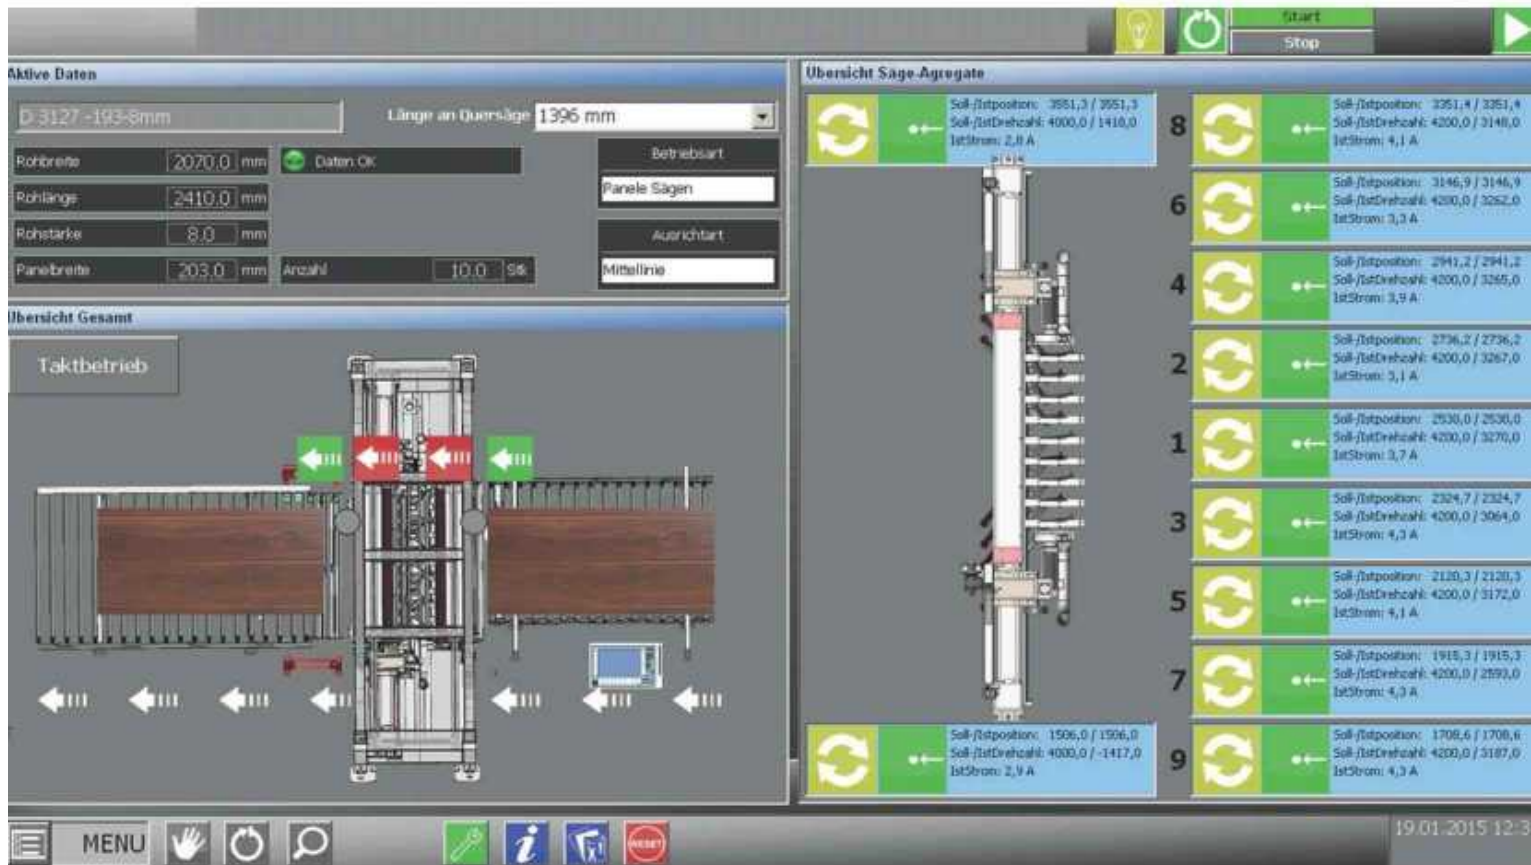 Start
Stop
Aktive Daten
D 3127 -193-8mm
Länge an Quersäge 1396 mm
Rohbreite 2070.0 mm Daten OK
Betriebsart
Panele Sägen
Rohlänge 2410.0 mm
Rohstärke 8.0 mm
Ausrichtart
Mittellinie
Panelbreite 203.0 mm Anzahl 10.0 Stk
Übersicht Gesamt
Taktbetrieb
Übersicht Säge-Agregate
Soll-/Istposition: 3551,3 / 3551,3
Soll-/IstDrehzahl: 4000,0 / 1418,0
IstStrom: 2,8 A
8
Soll-/Istposition: 3351,4 / 3351,4
Soll-/IstDrehzahl: 4200,0 / 3148,0
IstStrom: 4,1 A
6
Soll-/Istposition: 3146,9 / 3146,9
Soll-/IstDrehzahl: 4200,0 / 3262,0
IstStrom: 3,3 A
4
Soll-/Istposition: 2941,2 / 2941,2
Soll-/IstDrehzahl: 4200,0 / 3265,0
IstStrom: 3,9 A
2
Soll-/Istposition: 2736,2 / 2736,2
Soll-/IstDrehzahl: 4200,0 / 3267,0
IstStrom: 3,1 A
1
Soll-/Istposition: 2530,0 / 2530,0
Soll-/IstDrehzahl: 4200,0 / 3270,0
IstStrom: 3,7 A
3
Soll-/Istposition: 2324,7 / 2324,7
Soll-/IstDrehzahl: 4200,0 / 3064,0
IstStrom: 4,3 A
5
Soll-/Istposition: 2120,3 / 2120,3
Soll-/IstDrehzahl: 4200,0 / 3172,0
IstStrom: 4,1 A
7
Soll-/Istposition: 1915,3 / 1915,3
Soll-/IstDrehzahl: 4200,0 / 2593,0
IstStrom: 4,3 A
Soll-/Istposition: 1506,0 / 1506,0
Soll-/IstDrehzahl: 4000,0 / -1417,0
IstStrom: 2,9 A
9
Soll-/Istposition: 1708,6 / 1708,6
Soll-/IstDrehzahl: 4200,0 / 3187,0
IstStrom: 4,3 A
MENU
RESET
19.01.2015 12:3